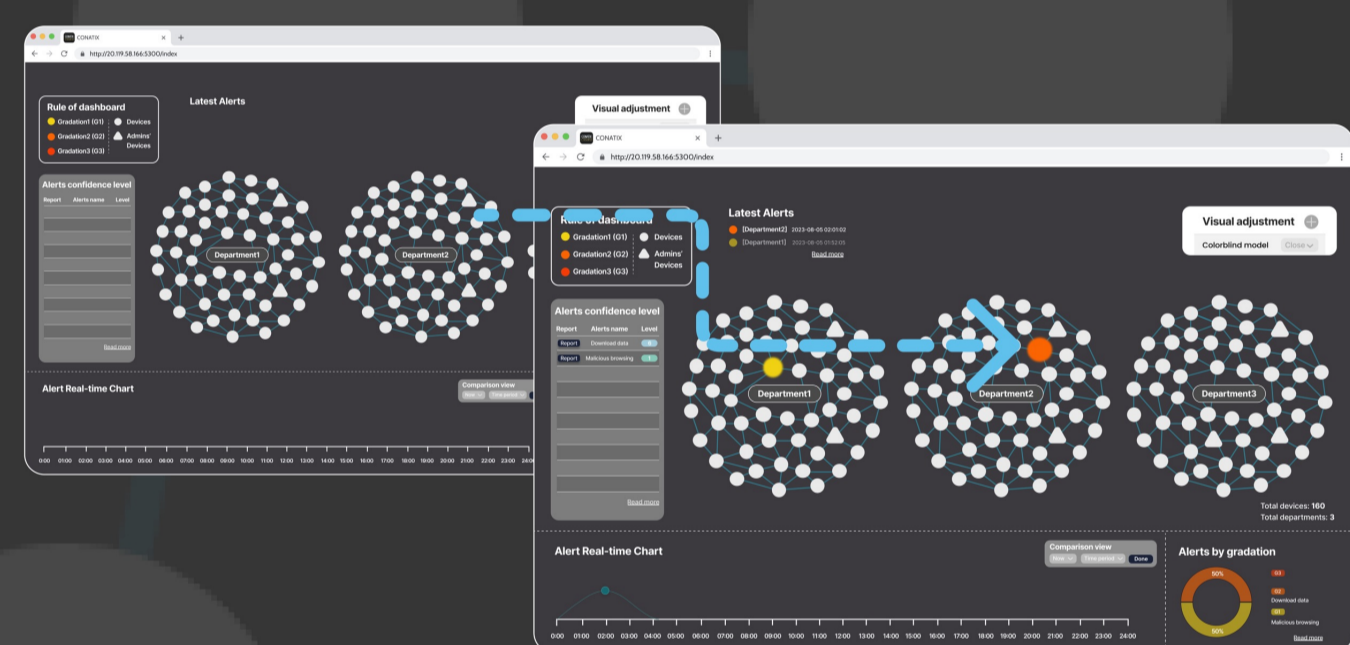 CONATIX
http://20.119.58.166:5300/index
Rule of dashboard
Gradation1 (G1)
Gradation2 (G2)
Gradation3 (G3)
Devices
Admins'
Devices
Latest Alerts
Visual adjustment
Alerts confidence level
Report Alerts name Level
Read more
Department1
Department2
Alert Real-time Chart
Comparison view
Now Time period
0:00 01:00 02:00 03:00 04:00 05:00 06:00 07:00 08:00 09:00 10:00 11:00 12:00 13:00 14:00 15:00 16:00 17:00 18:00 19:00 20:00 21:00 22:00 23:00 24:0
CONATIX
http://20.119.58.166:5300/index
Rule of dashboard
Gradation1 (G1)
Gradation2 (G2)
Gradation3 (G3)
Devices
Admins'
Devices
Latest Alerts
[Department2] 2023-08-05 02:01:02
[Department1] 2023-08-05 01:52:05
Read more
Visual adjustment
Colorblind model Close
Alerts confidence level
Report Alerts name Level
Report Download data
Report Malicious browsing 1
Read more
Department1
Department2
Department3
Total devices: 160
Total departments: 3
Alert Real-time Chart
Comparison view
Now Time period Done
0:00 01:00 02:00 03:00 04:00 05:00 06:00 07:00 08:00 09:00 10:00 11:00 12:00 13:00 14:00 15:00 16:00 17:00 18:00 19:00 20:00 21:00 22:00 23:00 24:00
Alerts by gradation
50%
50%
G3
G2
Download data
G1
Malicious browsing
Read more